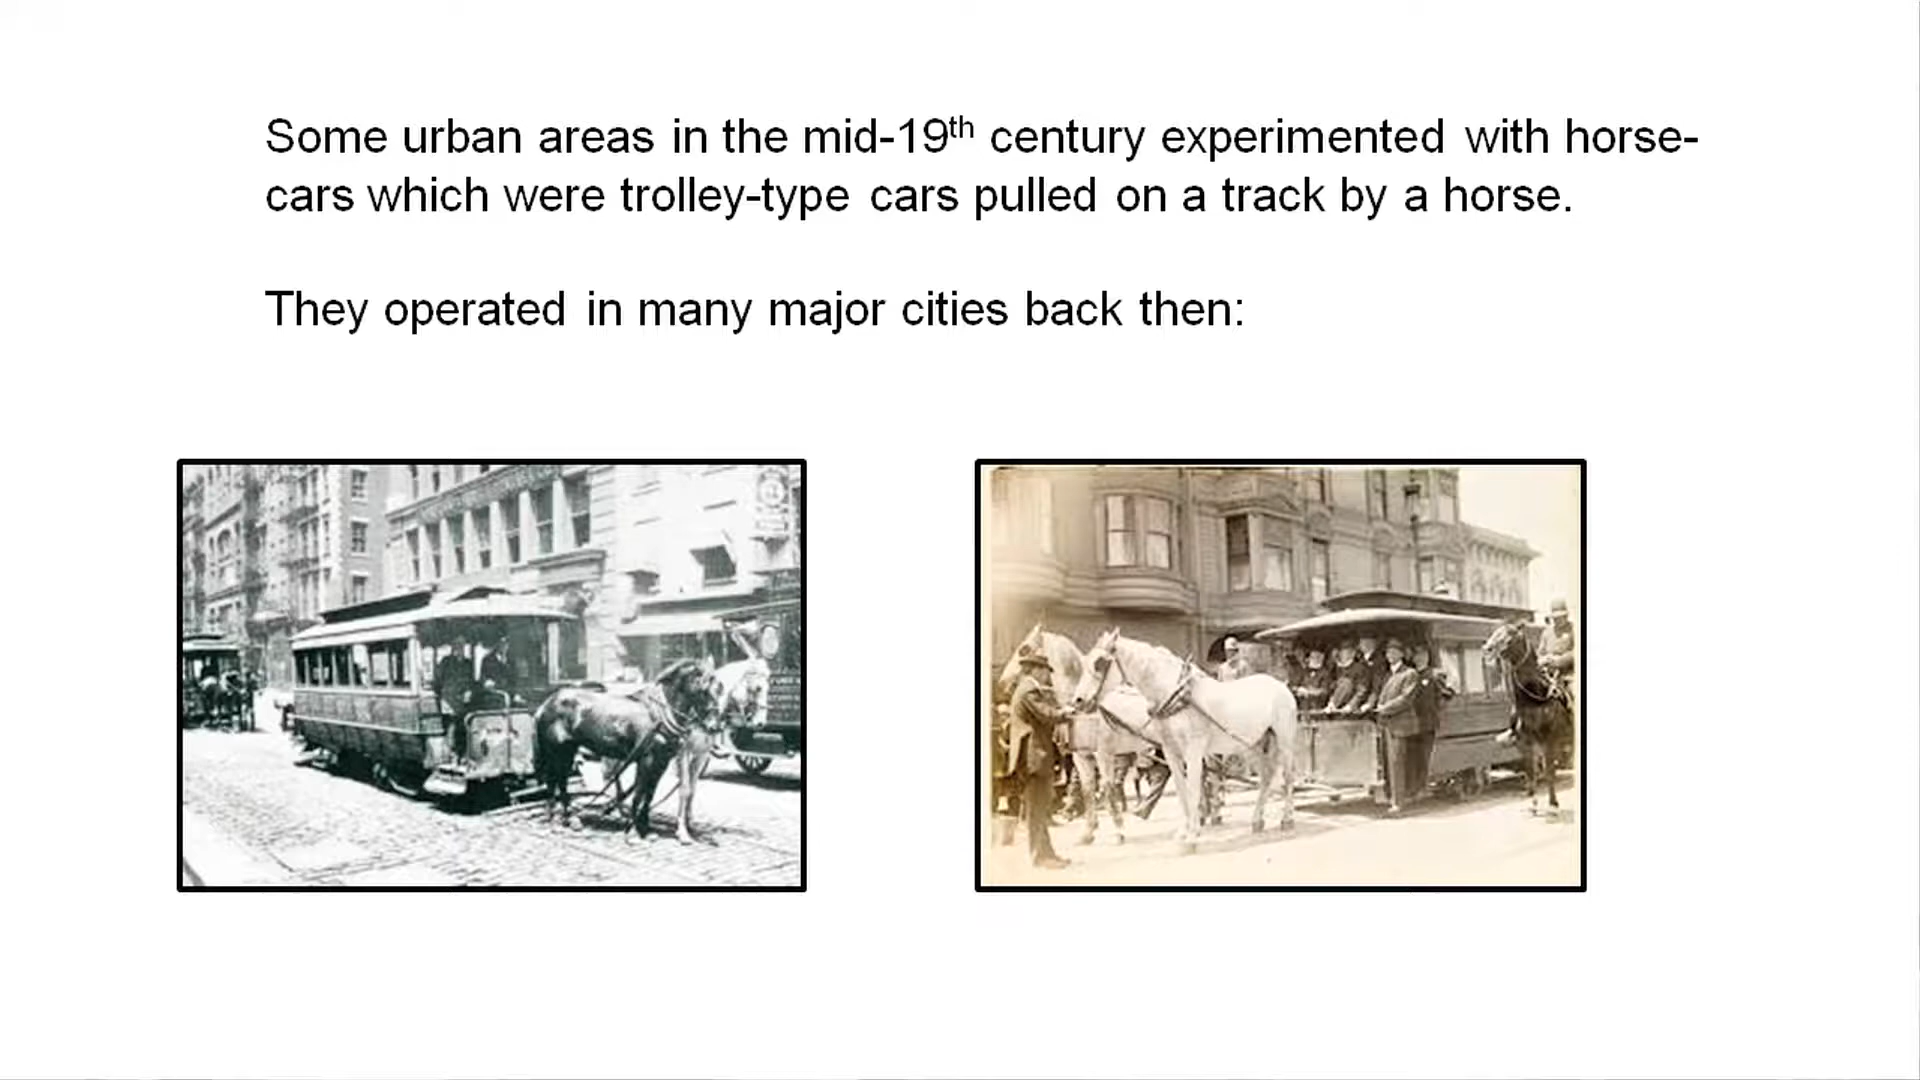 Some urban areas in the mid-19th century experimented with horse-
cars which were trolley-type cars pulled on a track by a horse.
They operated in many major cities back then: